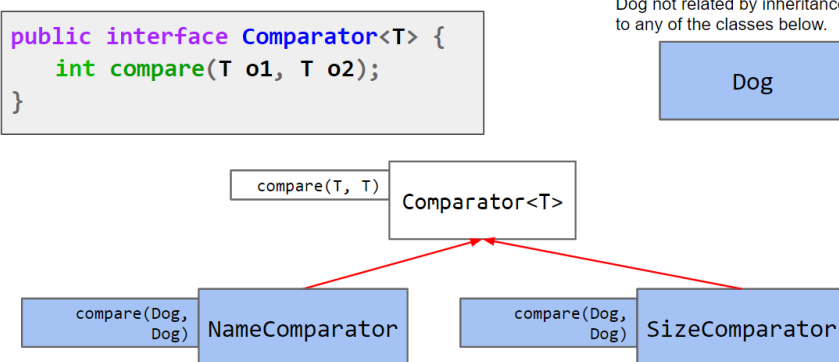 Dog not related by inheritance
to any of the classes below.
public interface Comparator<T> {
int compare(T o1, T o2);
}
Dog
compare(T, T)
Comparator<T>
compare(Dog,
Dog)
NameComparator
compare(Dog,
Dog)
SizeComparator